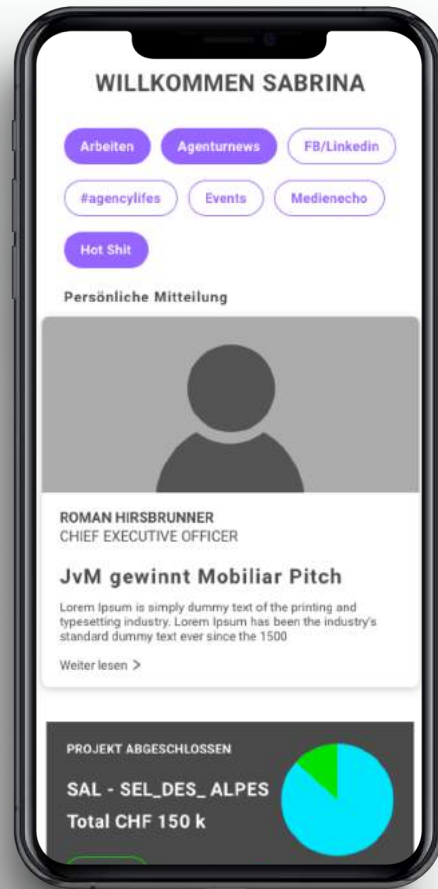 WILLKOMMEN SABRINA
Arbeiten Agenturnews FB/Linkedin
#agencylifes Events Medienecho
Hot Shit
Persönliche Mitteilung
ROMAN HIRSBRUNNER
CHIEF EXECUTIVE OFFICER
JvM gewinnt Mobiliar Pitch
Lorem Ipsum is simply dummy text of the printing and
typesetting industry. Lorem Ipsum has been the industry's
standard dummy text ever since the 1500
Weiter lesen >
PROJEKT ABGESCHLOSSEN
SAL - SEL_DES_ ALPES
Total CHF 150 k